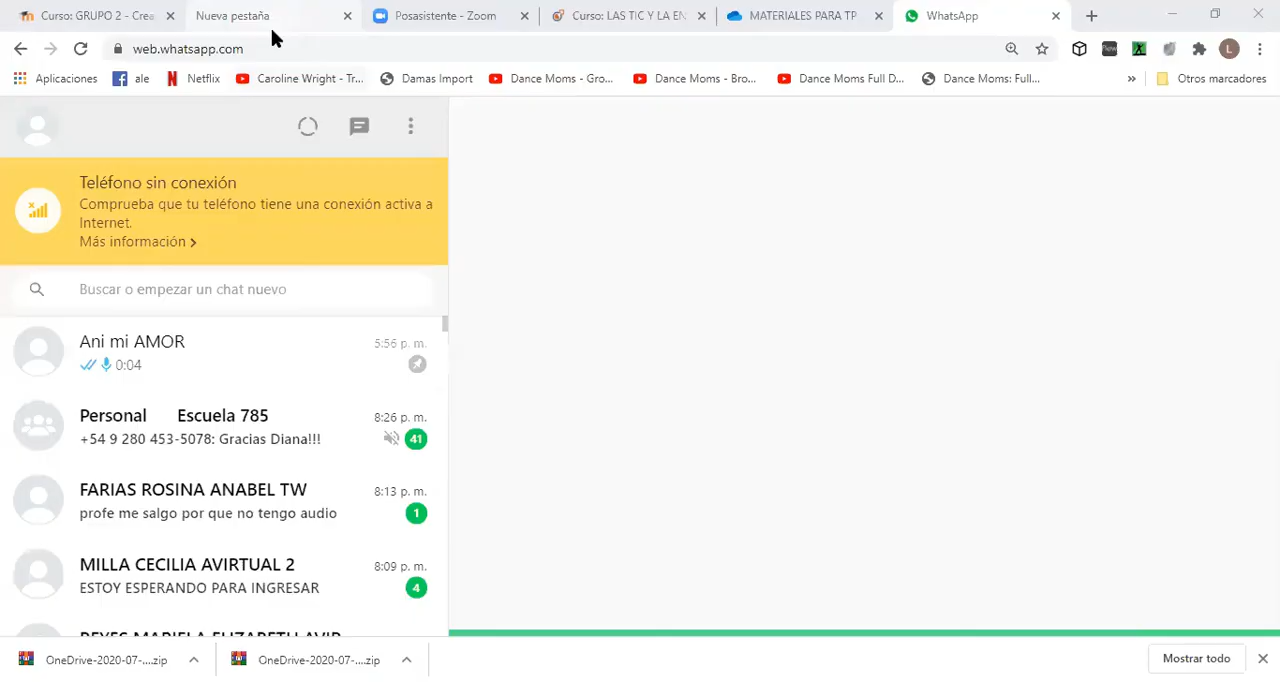 Curso: GRUPO 2 - Crea
Nueva pestaña
Posasistente - Zoom
Curso: LAS TIC Y LA EN
MATERIALES PARA TP
WhatsApp
web.whatsapp.com
L
Aplicaciones
ale
Netflix
Caroline Wright - Tr...
Damas Import
Dance Moms - Gro...
Dance Moms - Bro...
Dance Moms Full D...
Dance Moms: Full...
»
Otros marcadores
Teléfono sin conexión
Comprueba que tu teléfono tiene una conexión activa a
Internet.
Más información >
Buscar o empezar un chat nuevo
Ani mi AMOR 5:56 p. m.
0:04
Personal Escuela 785 8:26 p. m.
+54 9 280 453-5078: Gracias Diana!!! 41
FARIAS ROSINA ANABEL TW 8:13 p. m.
profe me salgo por que no tengo audio 1
MILLA CECILIA AVIRTUAL 2 8:09 p. m.
ESTOY ESPERANDO PARA INGRESAR 4
REYES MARIELA ELIZABETH AVIR
OneDrive-2020-07-....zip
OneDrive-2020-07-....zip
Mostrar todo